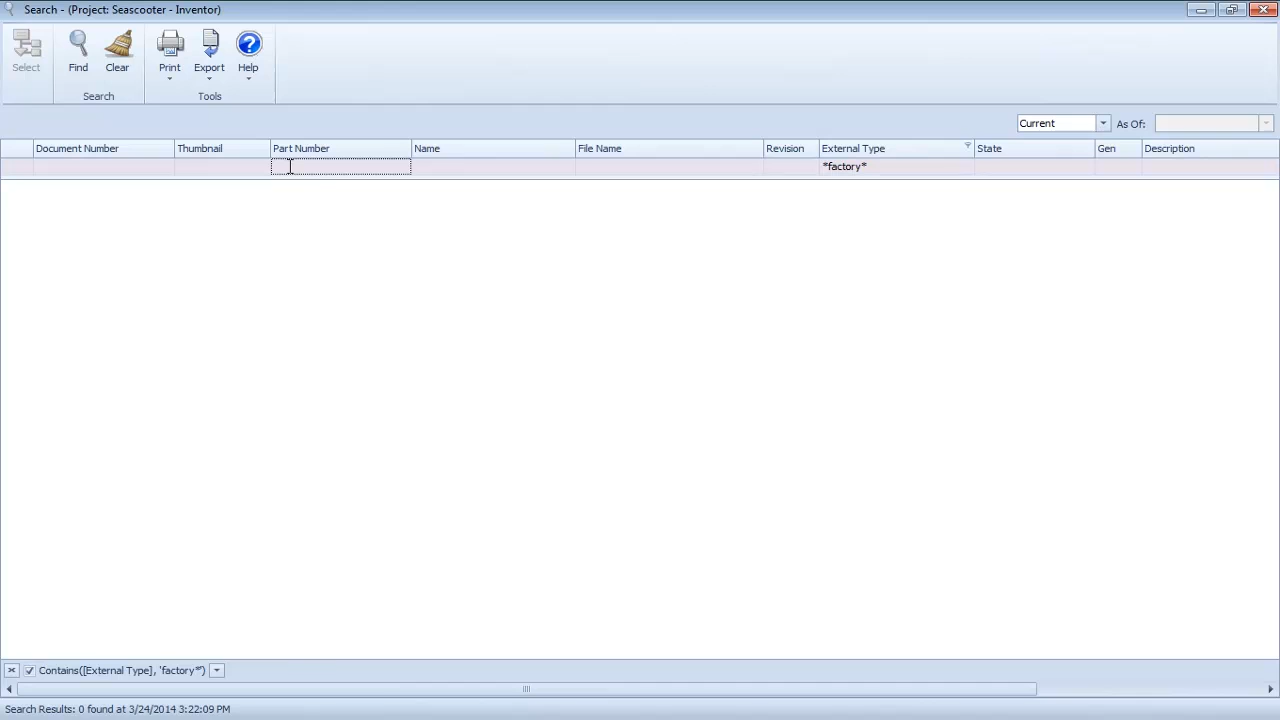 Search - (Project: Seascooter - Inventor)
Select
Find
Clear
Print
Export
Help
Search
Tools
Current
As Of:
Document Number
Thumbnail
Part Number
Name
File Name
Revision
External Type
State
Gen
Description
*factory*
Contains([External Type], 'factory*')
Search Results: 0 found at 3/24/2014 3:22:09 PM